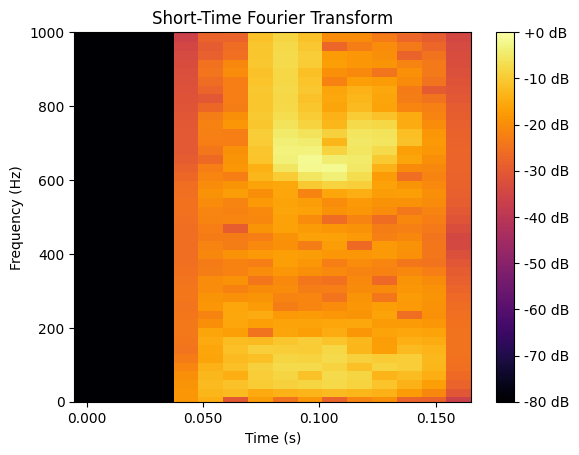 Short-Time Fourier Transform
1000
800
600
400
200
0
Frequency (Hz)
0.000
0.050
0.100
0.150
Time (s)
+0 dB
-10 dB
-20 dB
-30 dB
-40 dB
-50 dB
-60 dB
-70 dB
-80 dB